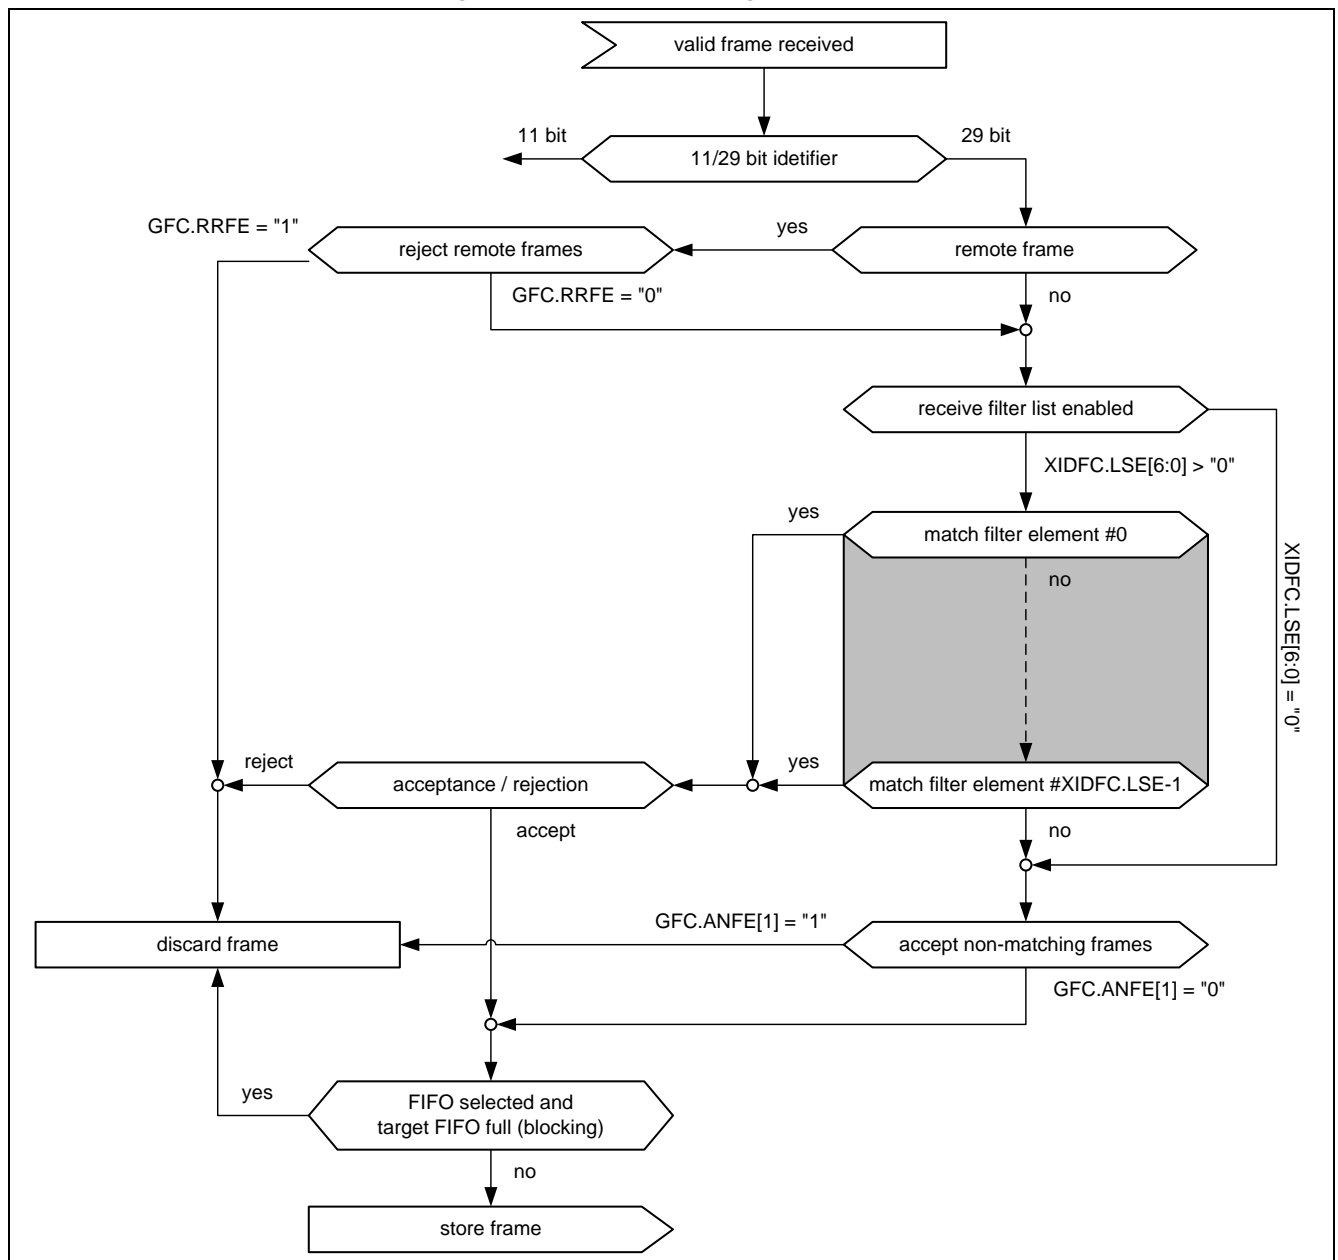 valid frame received
11 bit
29 bit
11/29 bit idetifier
GFC.RRFE = "1"
yes
reject remote frames
remote frame
GFC.RRFE = "0"
no
receive filter list enabled
XIDFC.LSE[6:0] > "0"
yes
match filter element #0
no
XIDFC.LSE[6:0] = "0"
reject
yes
acceptance / rejection
match filter element #XIDFC.LSE-1
accept
no
GFC.ANFE[1] = "1"
discard frame
accept non-matching frames
GFC.ANFE[1] = "0"
yes
FIFO selected and
target FIFO full (blocking)
no
store frame